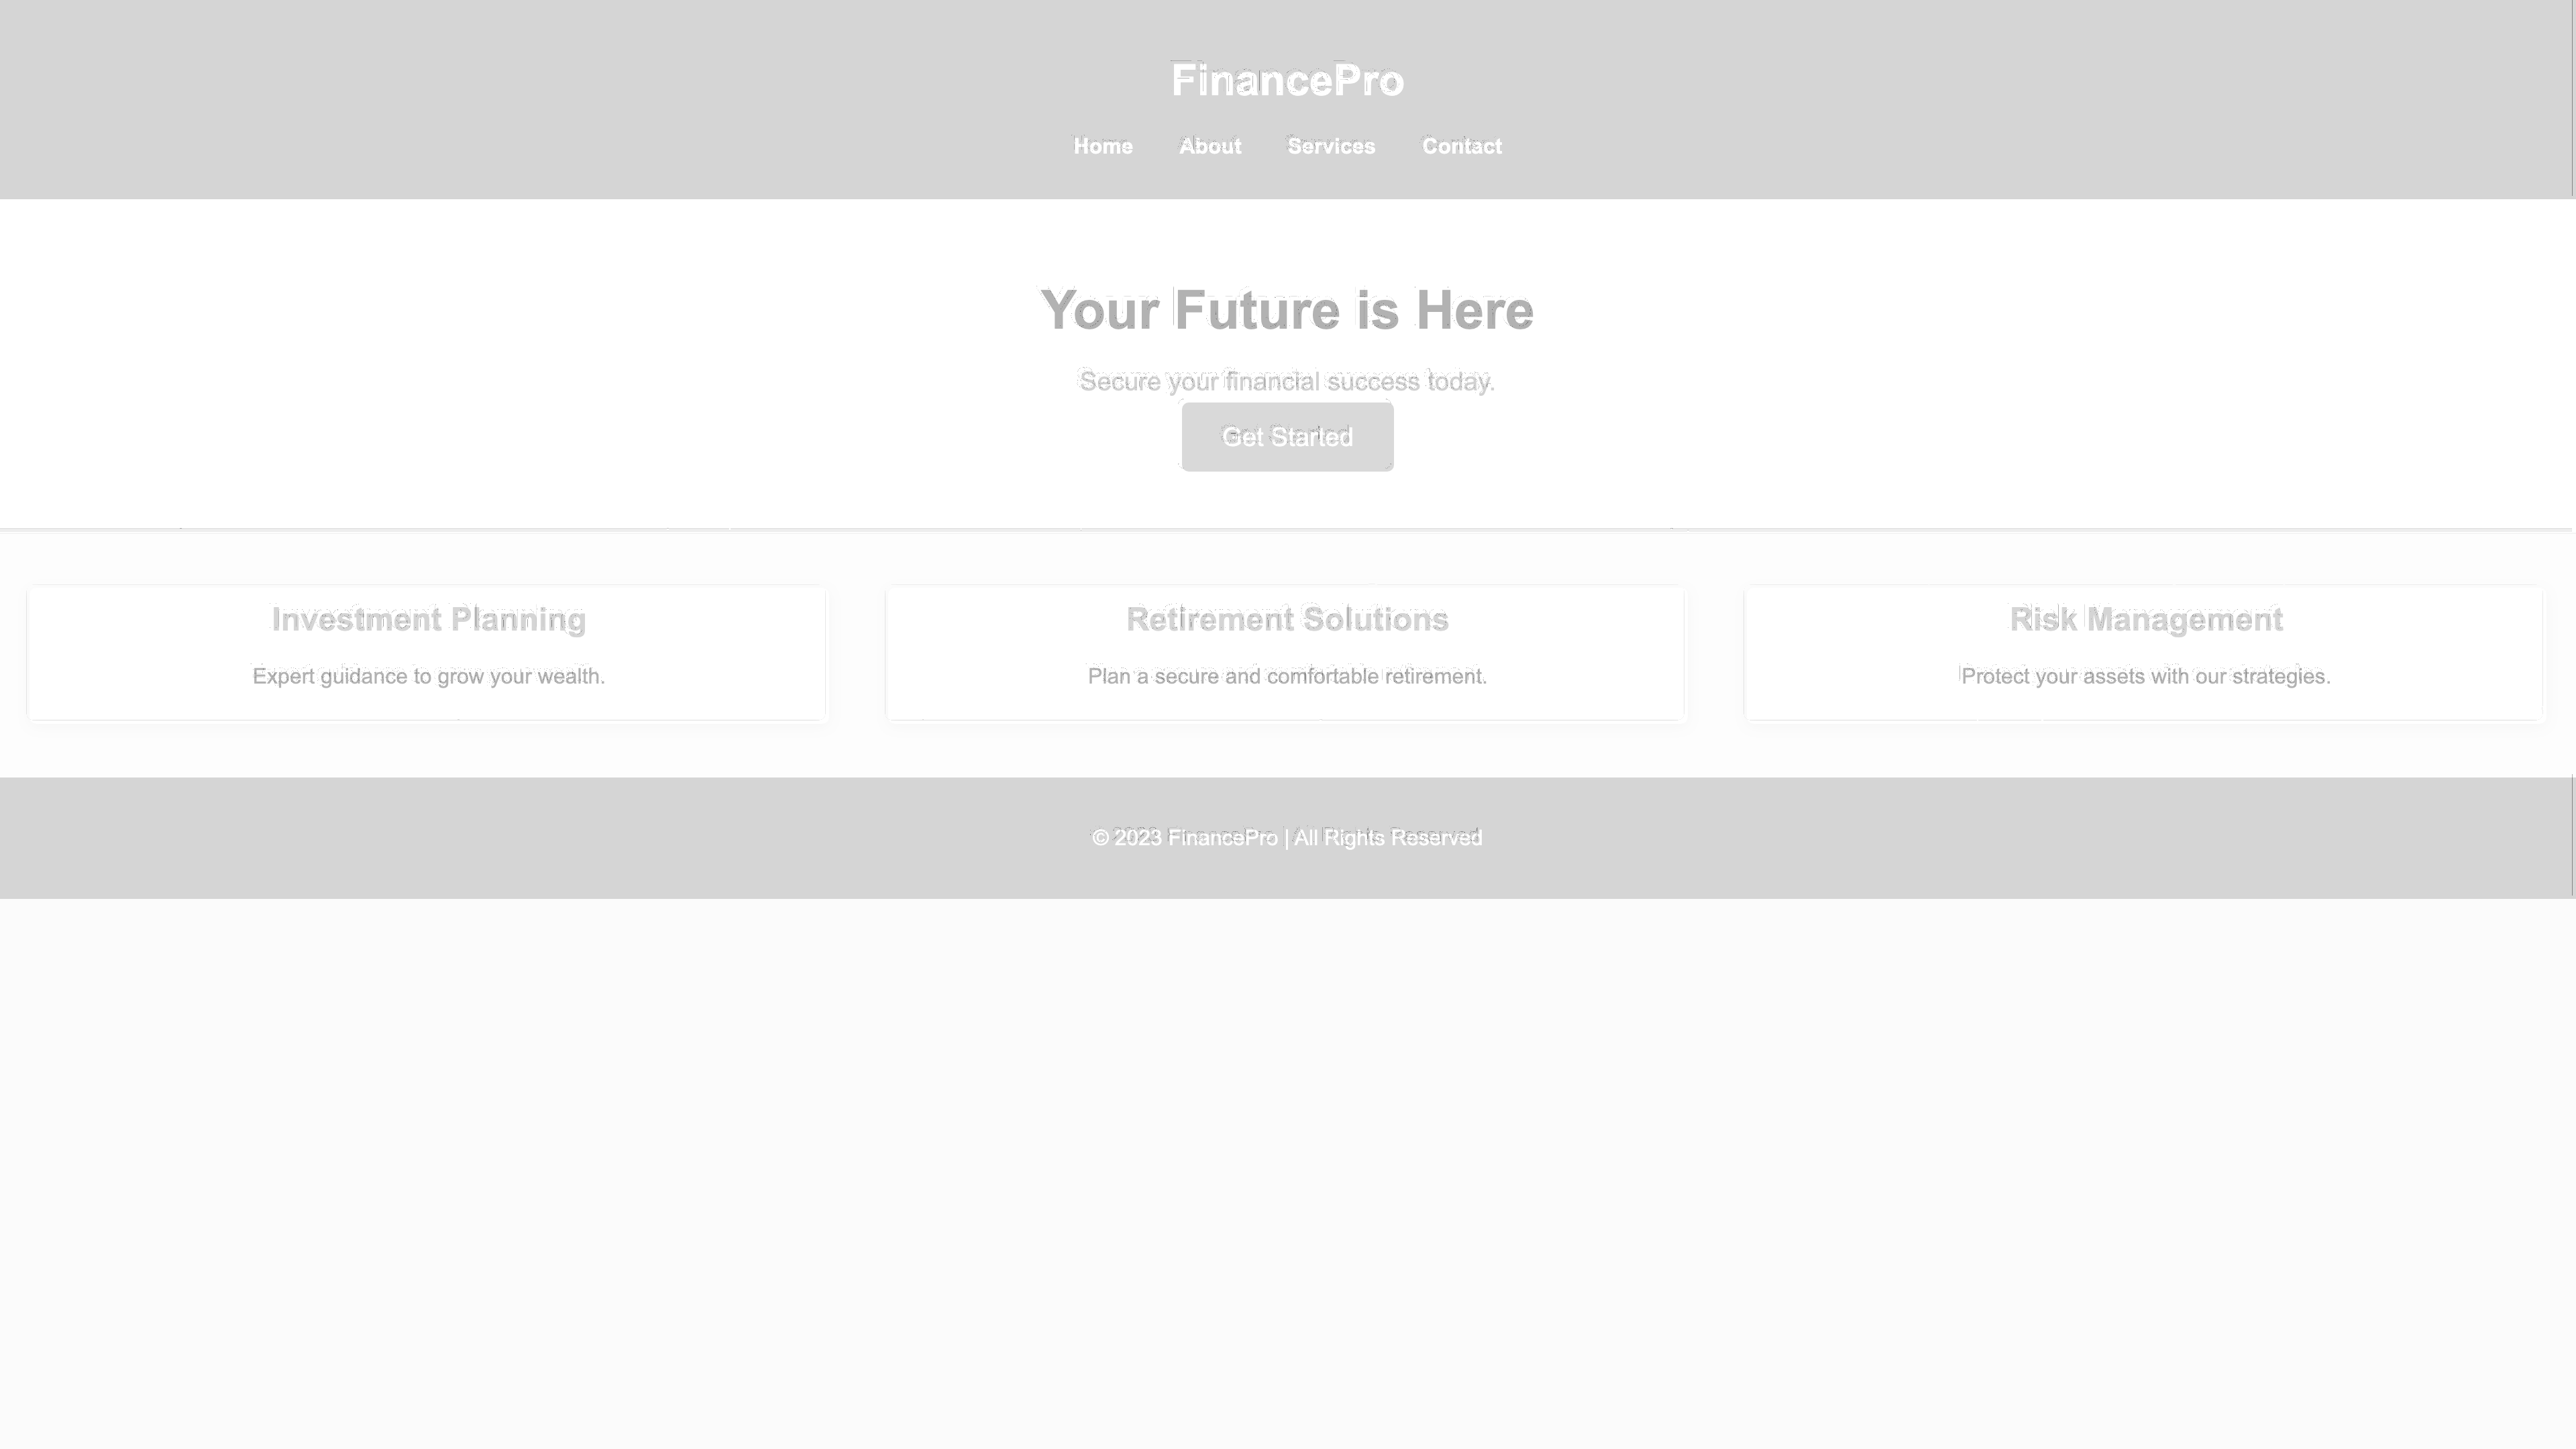 FinancePro
Home About Services Contact
Your Future is Here
Secure your financial success today.
Get Started
Investment Planning
Expert guidance to grow your wealth.
Retirement Solutions
Plan a secure and comfortable retirement.
Risk Management
Protect your assets with our strategies.
© 2023 FinancePro | All Rights Reserved